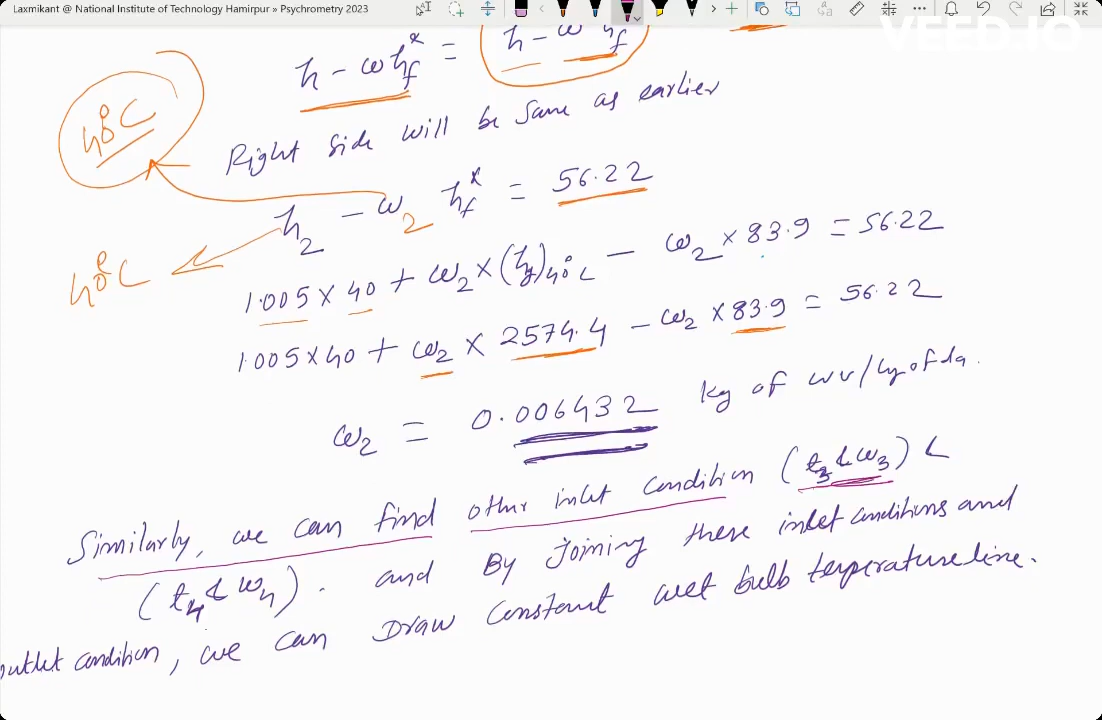 Laxmikant @ National Institute of Technology Hamirpur » Psychrometry 2023
VEED.IO
h - ωh*f = h - ω hf
40°C
Right side will be same as earlier
h2 - ω2 h*f = 56.22
40°C
1.005 × 40 + ω2 × (hg)40°C - ω2 × 83.9 = 56.22
1.005 × 40 + ω2 × 2574.4 - ω2 × 83.9 = 56.22
ω2 = 0.006432 kg of wv/kg of da.
Similarly, we can find other inlet condition (t3 & ω3) &
(t4 & ω4). and By Joining these inlet conditions and
outlet condition, we can Draw constant wet bulb temperature line.